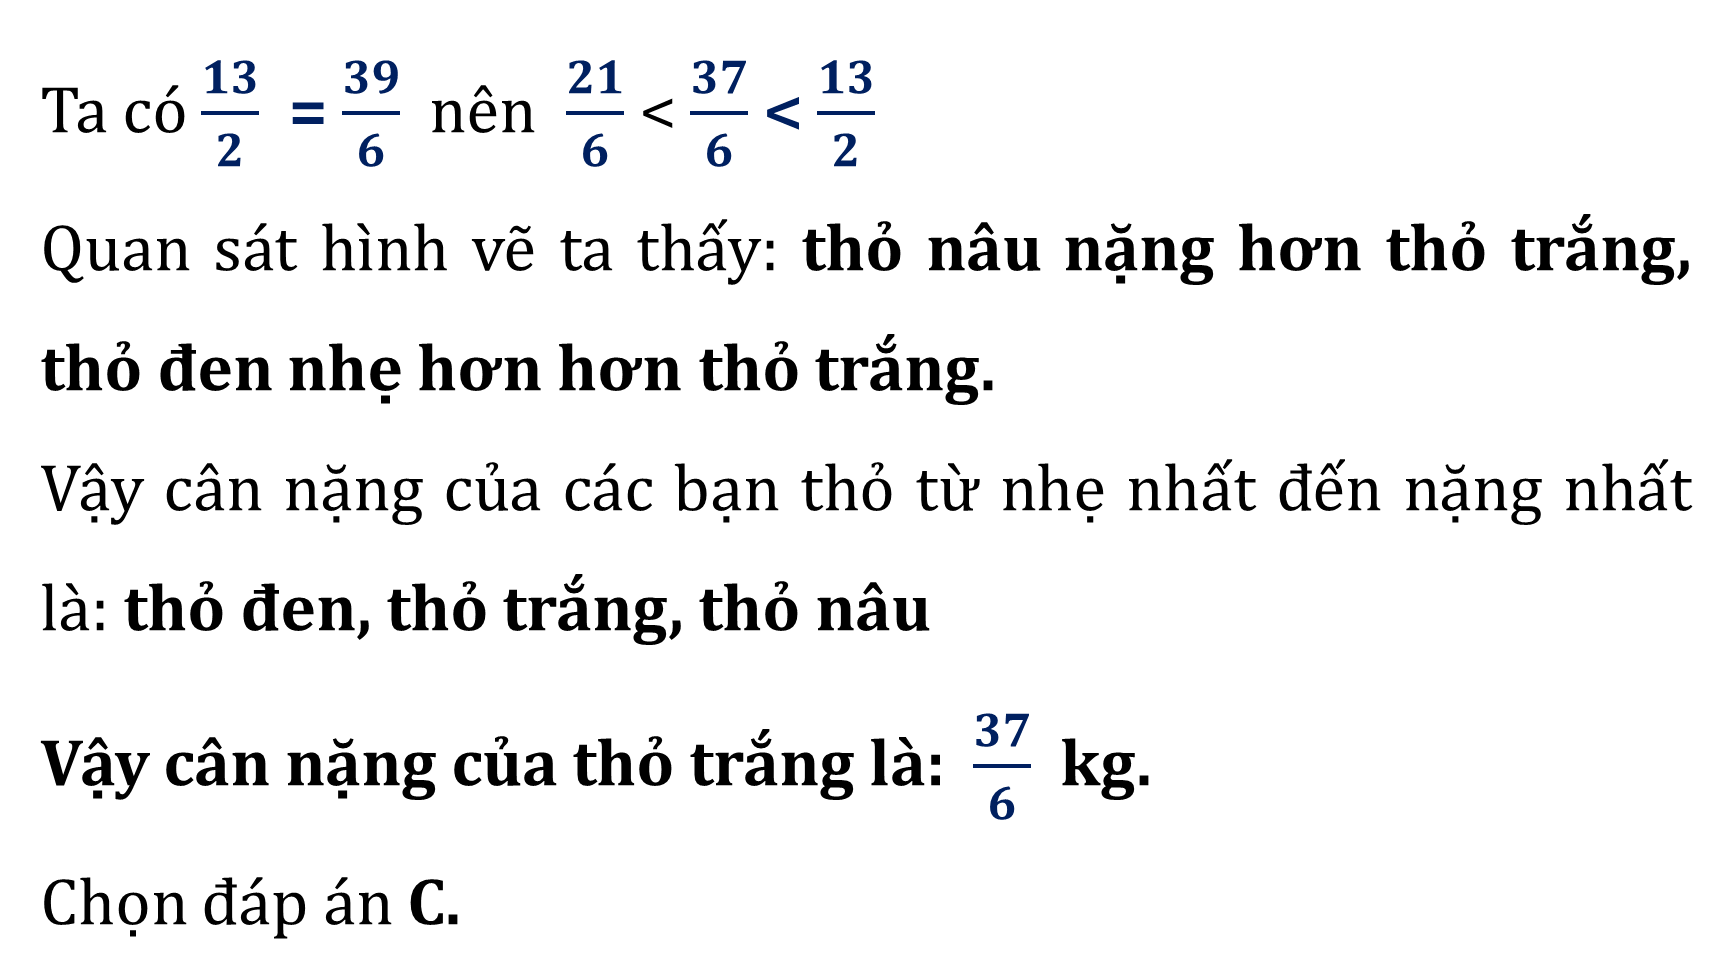 Ta có 13/2 = 39/6 nên 21/6 < 37/6 < 13/2
Quan sát hình vẽ ta thấy: thỏ nâu nặng hơn thỏ trắng,
thỏ đen nhẹ hơn hơn thỏ trắng.
Vậy cân nặng của các bạn thỏ từ nhẹ nhất đến nặng nhất
là: thỏ đen, thỏ trắng, thỏ nâu
Vậy cân nặng của thỏ trắng là: 37/6 kg.
Chọn đáp án C.